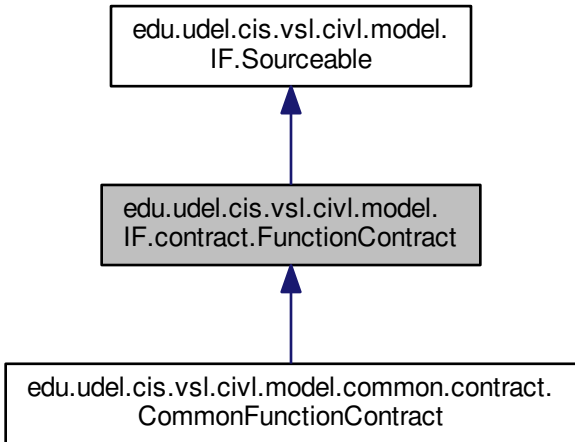 edu.udel.cis.vsl.civl.model.
IF.Sourceable
edu.udel.cis.vsl.civl.model.
IF.contract.FunctionContract
edu.udel.cis.vsl.civl.model.common.contract.
CommonFunctionContract